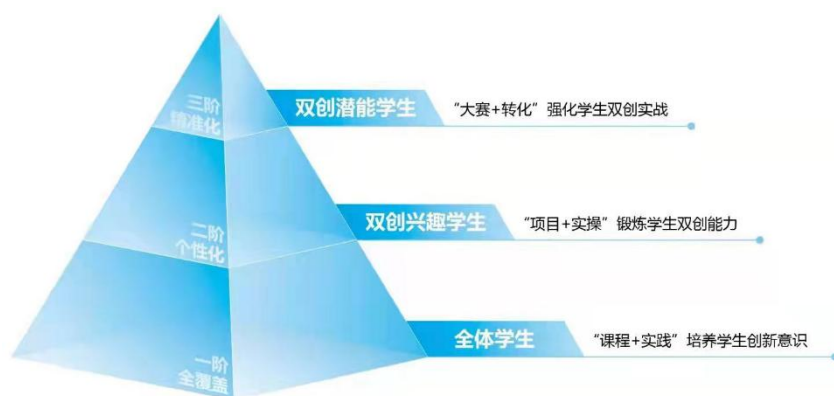 三阶
精准化
双创潜能学生
“大赛+转化”强化学生双创实战
二阶
个性化
双创兴趣学生
“项目+实操”锻炼学生双创能力
全体学生
“课程+实践”培养学生创新意识
一阶
全覆盖